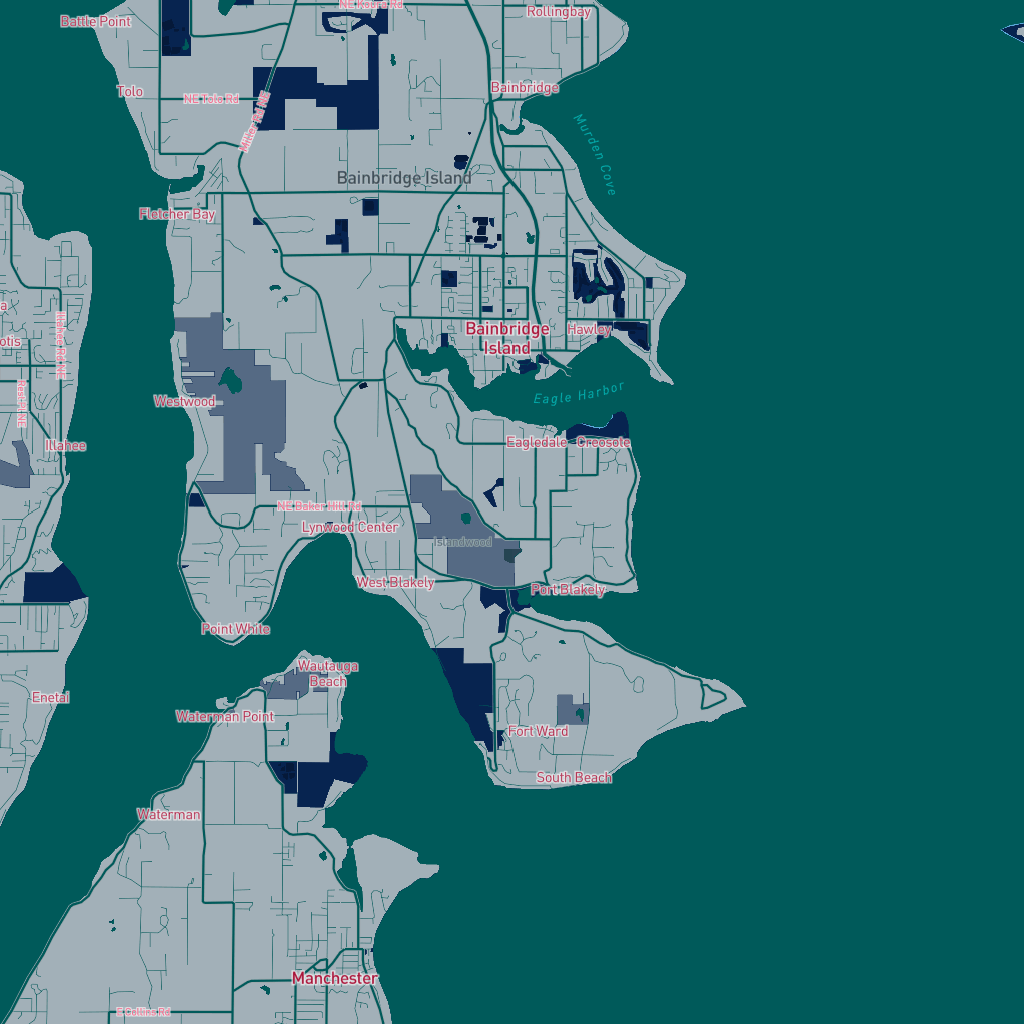 NE Koura Rd
Rollingbay
Battle Point
Tolo
NE Tolo Rd
Miller Rd NE
Bainbridge
Murden Cove
Bainbridge Island
Fletcher Bay
Illahee Rd NE
otis
Bainbridge
Island
Hawley
Westwood
Eagle Harbor
Illahee
Eagledale
Creosote
NE Baker Hill Rd
Lynwood Center
Islandwood
West Blakely
Port Blakely
Point White
Wautauga
Beach
Enetai
Waterman Point
Fort Ward
South Beach
Waterman
Manchester
E Collins Rd